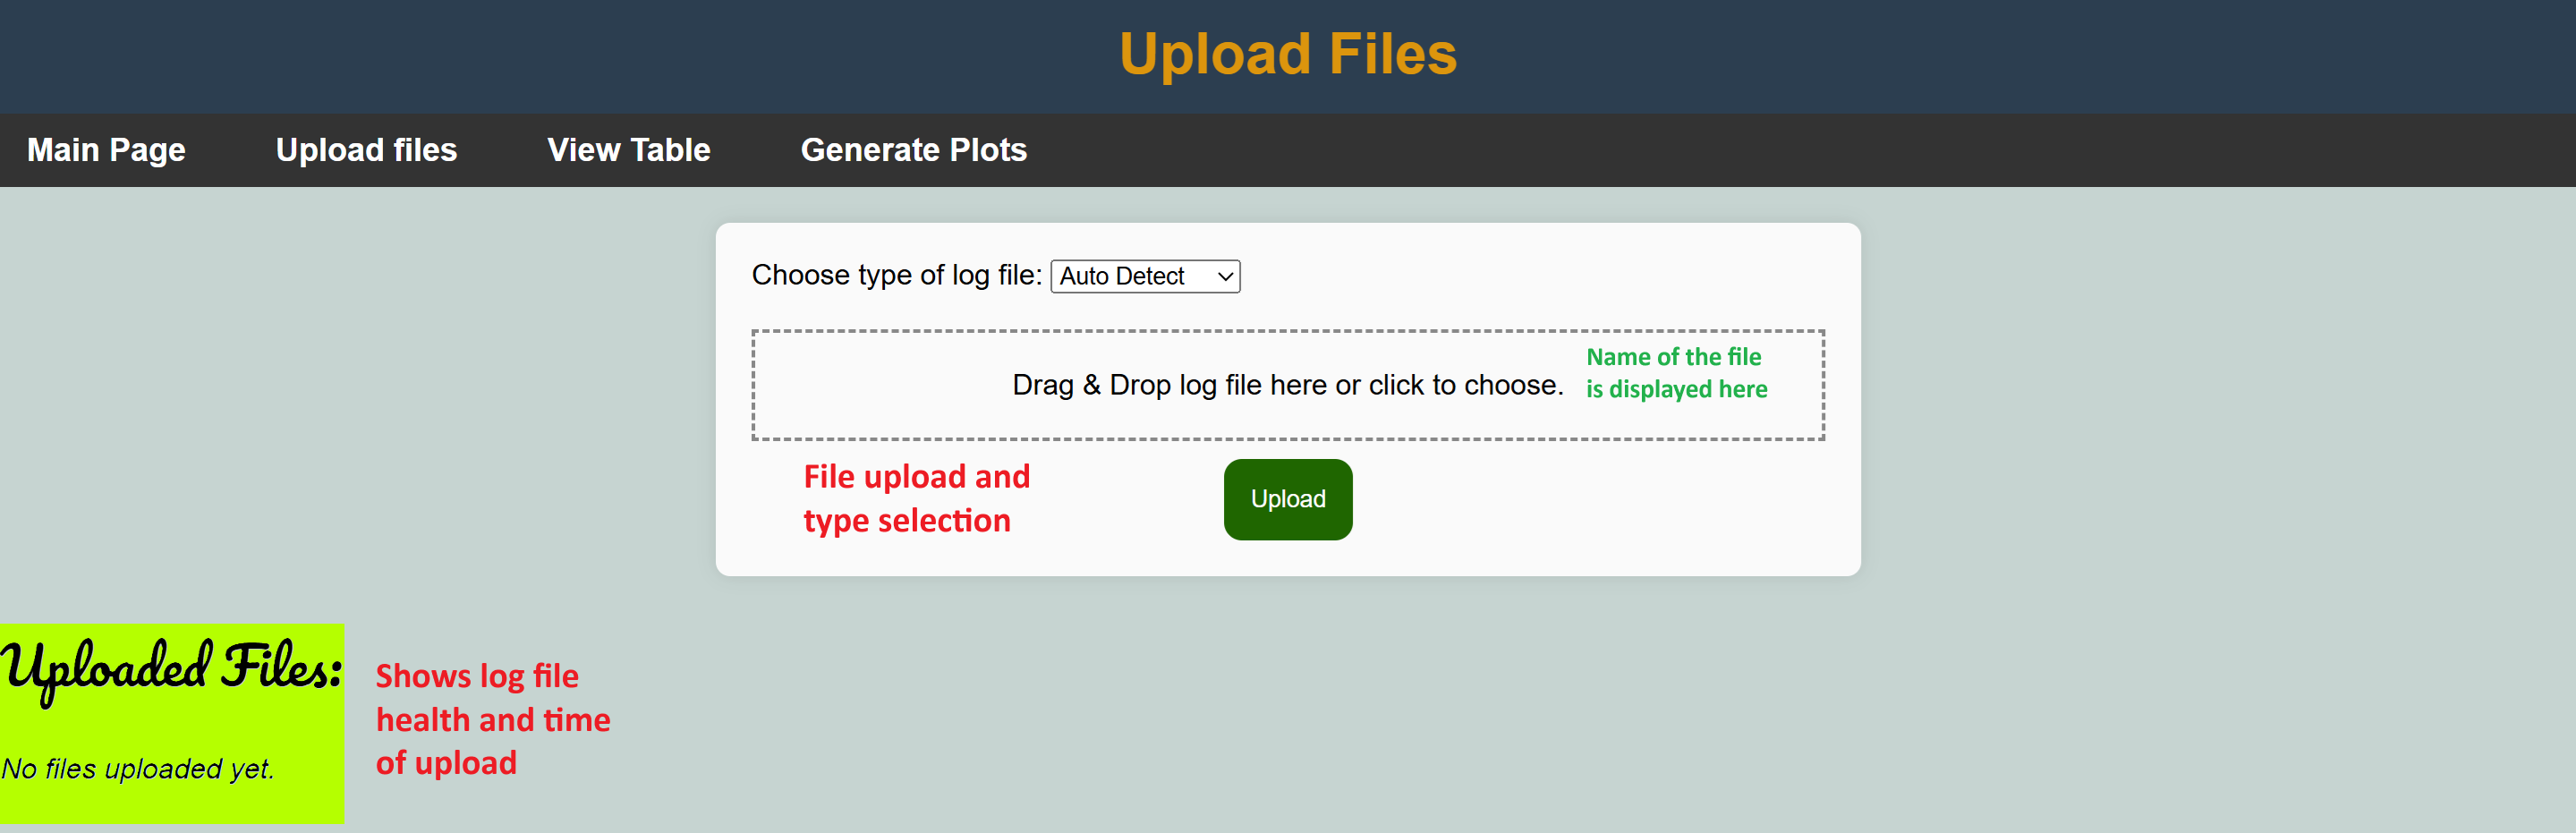 Upload Files
Main Page Upload files View Table Generate Plots
Choose type of log file: Auto Detect
Drag & Drop log file here or click to choose.
Name of the file
is displayed here
File upload and
type selection
Upload
Uploaded Files:
No files uploaded yet.
Shows log file
health and time
of upload